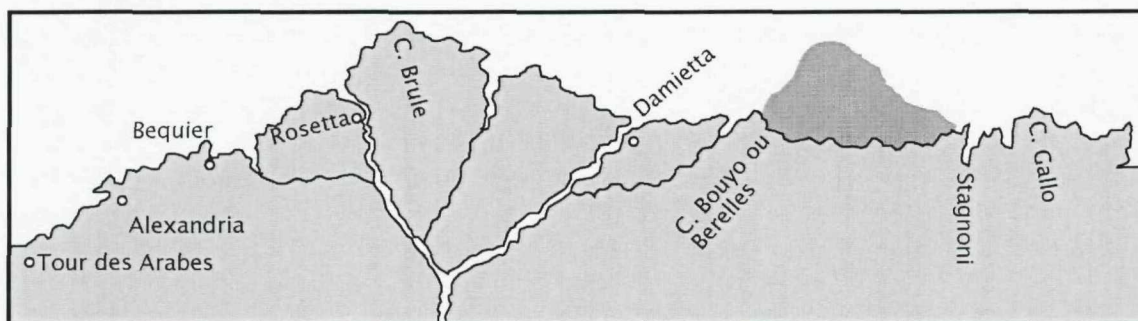 C. Brule
Damietta
Bequier
Rosetta
C. Bouyo ou
Berelles
Stagnoni
C. Gallo
Alexandria
Tour des Arabes